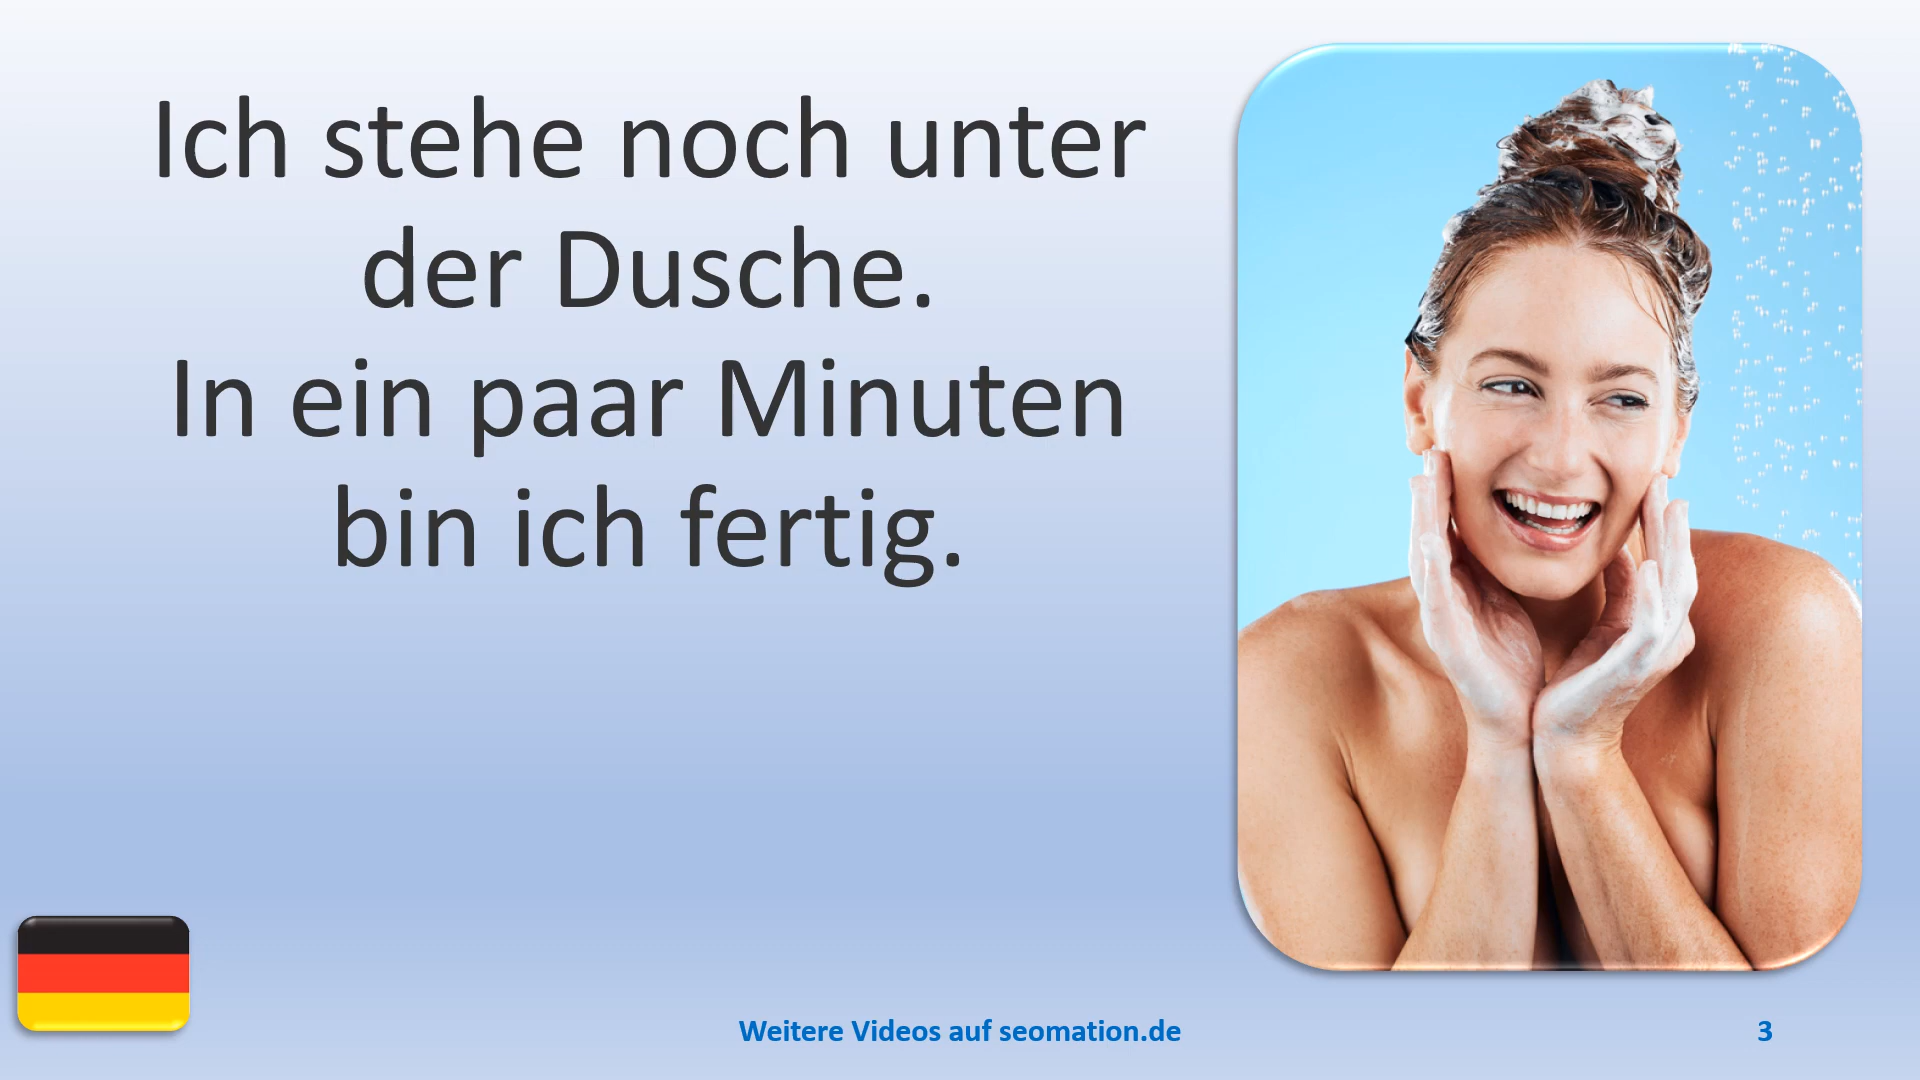 Ich stehe noch unter
der Dusche.
In ein paar Minuten
bin ich fertig.
Weitere Videos auf seomation.de
3